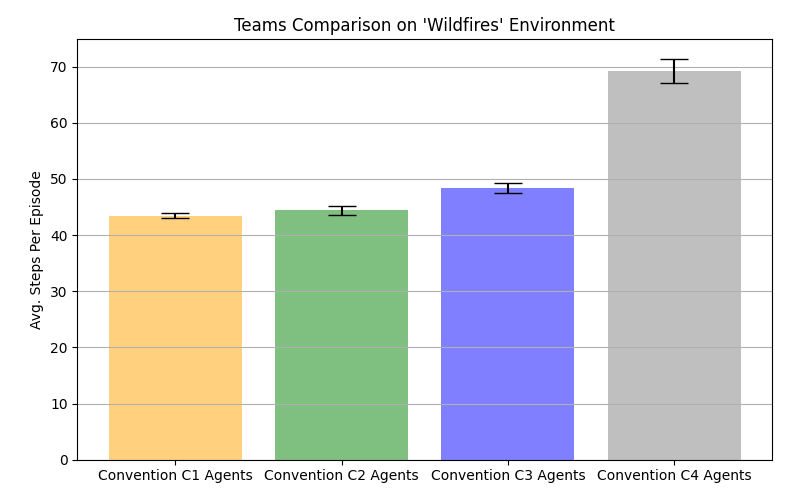 Teams Comparison on 'Wildfires' Environment
Avg. Steps Per Episode
70
60
50
40
30
20
10
0
Convention C1 Agents Convention C2 Agents Convention C3 Agents Convention C4 Agents